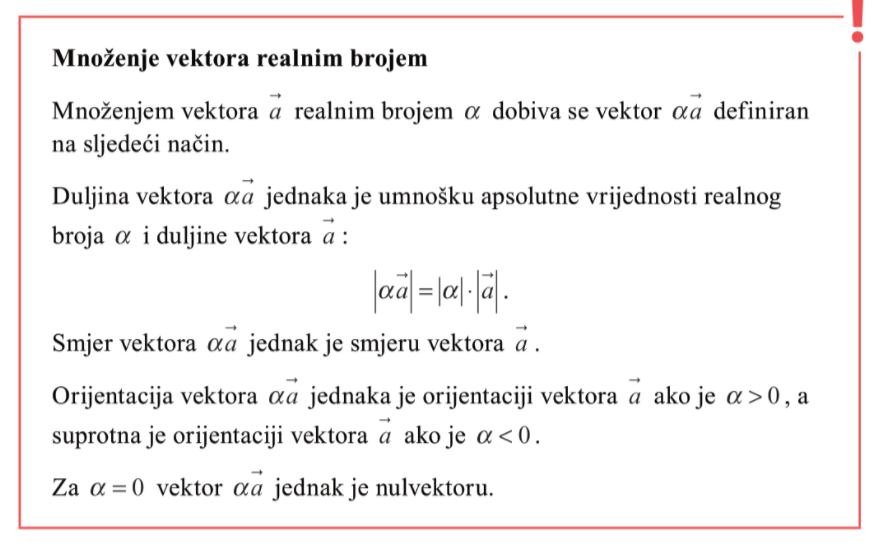 !
Množenje vektora realnim brojem
Množenjem vektora $\vec{a}$ realnim brojem $\alpha$ dobiva se vektor $\alpha\vec{a}$ definiran
na sljedeći način.
Duljina vektora $\alpha\vec{a}$ jednaka je umnošku apsolutne vrijednosti realnog
broja $\alpha$ i duljine vektora $\vec{a}$ :
$|\alpha\vec{a}| = |\alpha| \cdot |\vec{a}|$.
Smjer vektora $\alpha\vec{a}$ jednak je smjeru vektora $\vec{a}$ .
Orijentacija vektora $\alpha\vec{a}$ jednaka je orijentaciji vektora $\vec{a}$ ako je $\alpha > 0$, a
suprotna je orijentaciji vektora $\vec{a}$ ako je $\alpha < 0$.
Za $\alpha = 0$ vektor $\alpha\vec{a}$ jednak je nulvektoru.